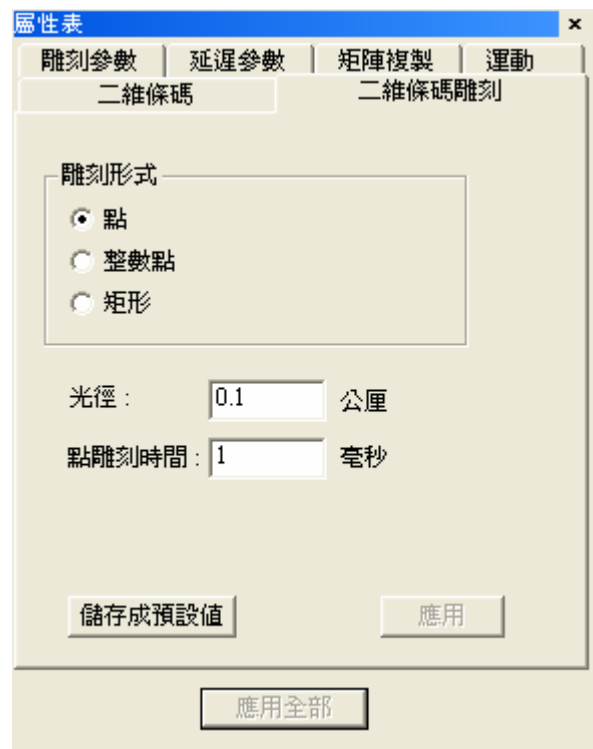 屬性表 ×
雕刻參數 延遲參數 矩陣複製 運動
二維條碼 二維條碼雕刻
雕刻形式
點
整數點
矩形
光徑 : 0.1 公厘
點雕刻時間 : 1 毫秒
儲存成預設值 應用
應用全部